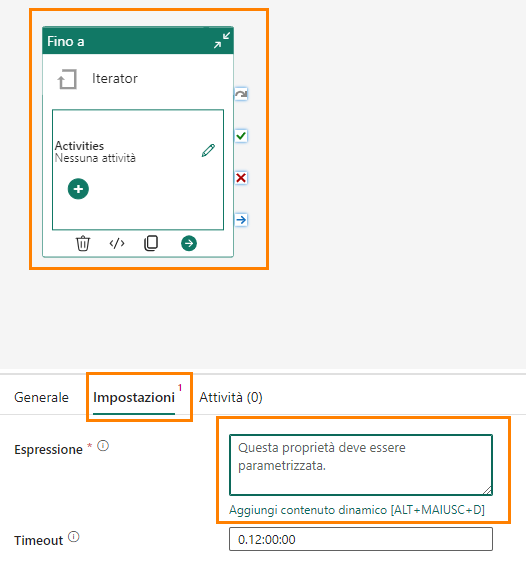 Fino a
Iterator
Activities
Nessuna attività
Generale
Impostazioni 1
Attività (0)
Espressione *
Questa proprietà deve essere
parametrizzata.
Aggiungi contenuto dinamico [ALT+MAIUSC+D]
Timeout
0.12:00:00